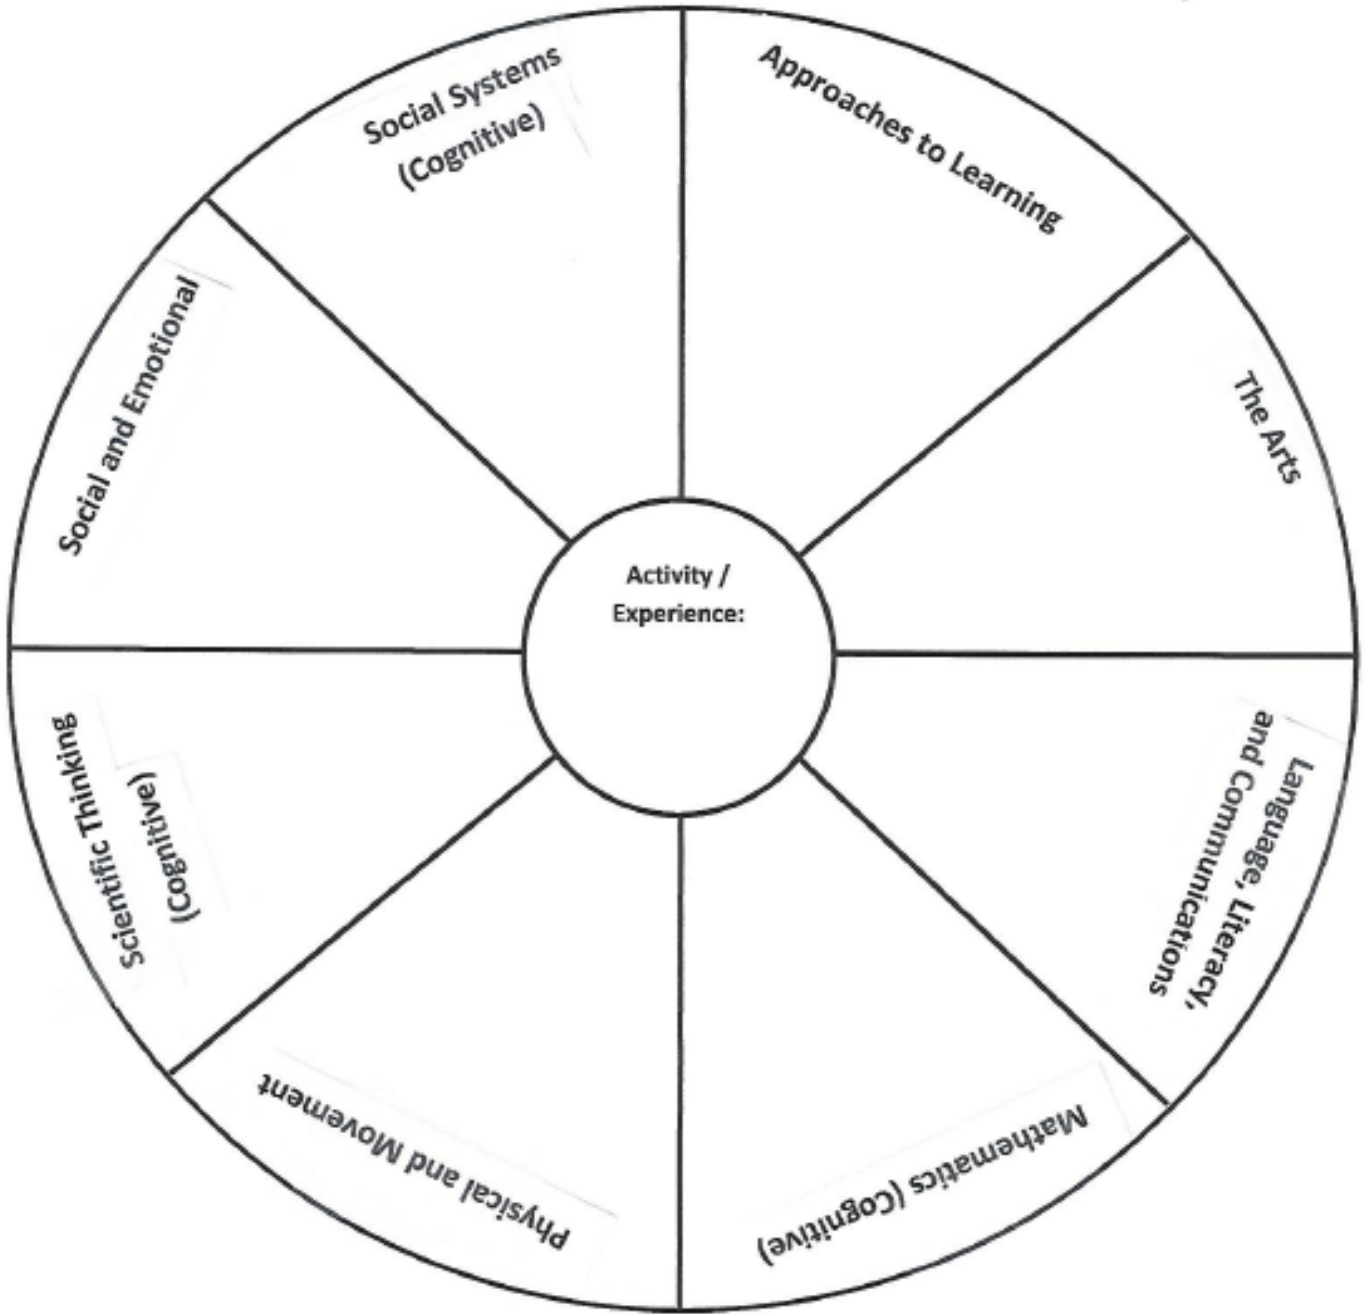 Approaches to Learning
The Arts
Language, Literacy,
and Communications
Mathematics (Cognitive)
Physical and Movement
Scientific Thinking
(Cognitive)
Social and Emotional
Social Systems
(Cognitive)
Activity /
Experience: